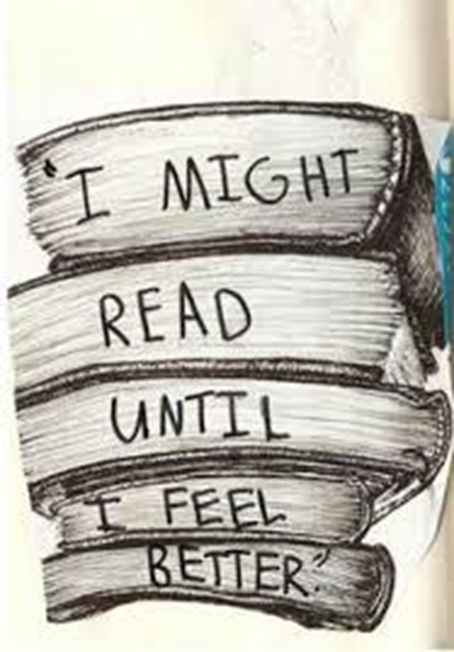 "I MIGHT
READ
UNTIL
I FEEL
BETTER."